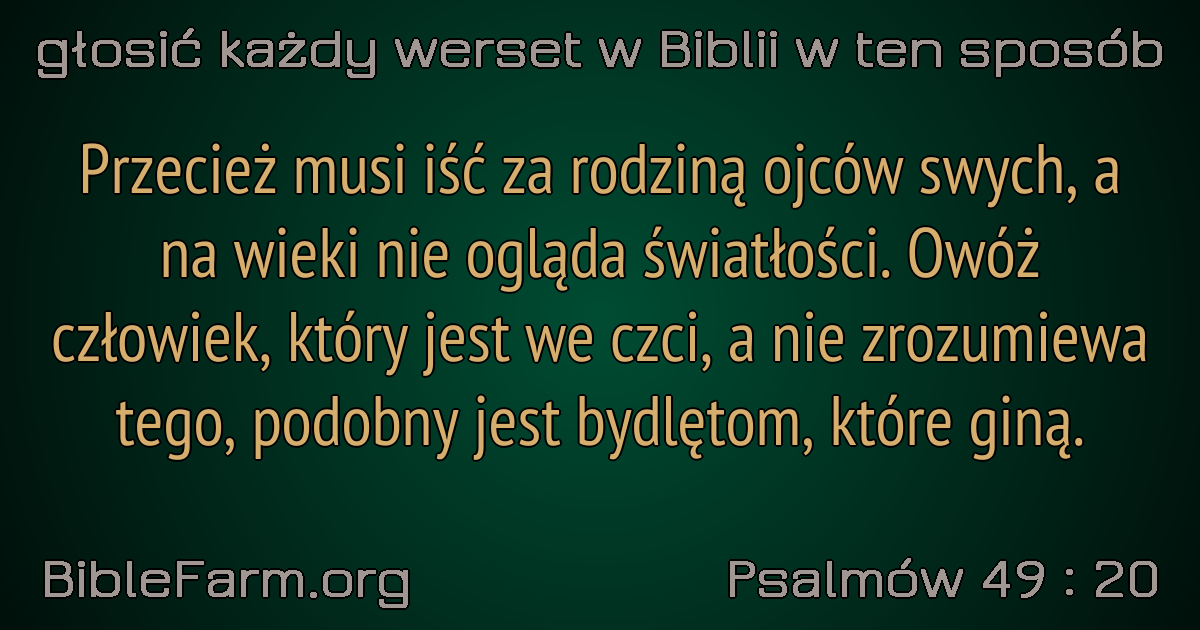 głosić każdy werset w Biblii w ten sposób
Przecież musi iść za rodziną ojców swych, a
na wieki nie ogląda światłości. Owóż
człowiek, który jest we czci, a nie zrozumiewa
tego, podobny jest bydlętom, które giną.
BibleFarm.org
Psalmów 49 : 20